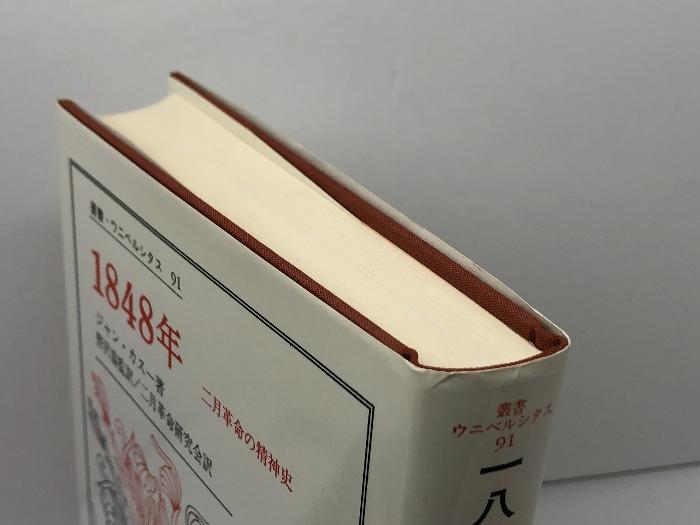 叢書・ウニベルシタス 91
1848年
二月革命の精神史
ジャン・カスー著
野沢協監訳／二月革命研究会訳
叢書
ウニベルシタス
91
一八